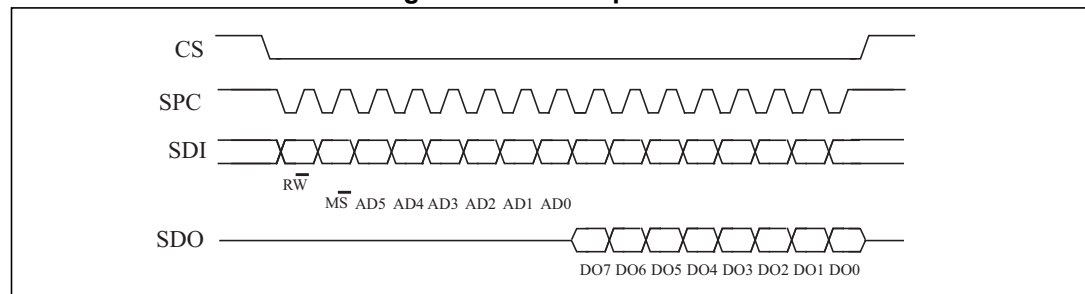 CS
SPC
SDI
RW
MS AD5 AD4 AD3 AD2 AD1 AD0
SDO
DO7 DO6 DO5 DO4 DO3 DO2 DO1 DO0